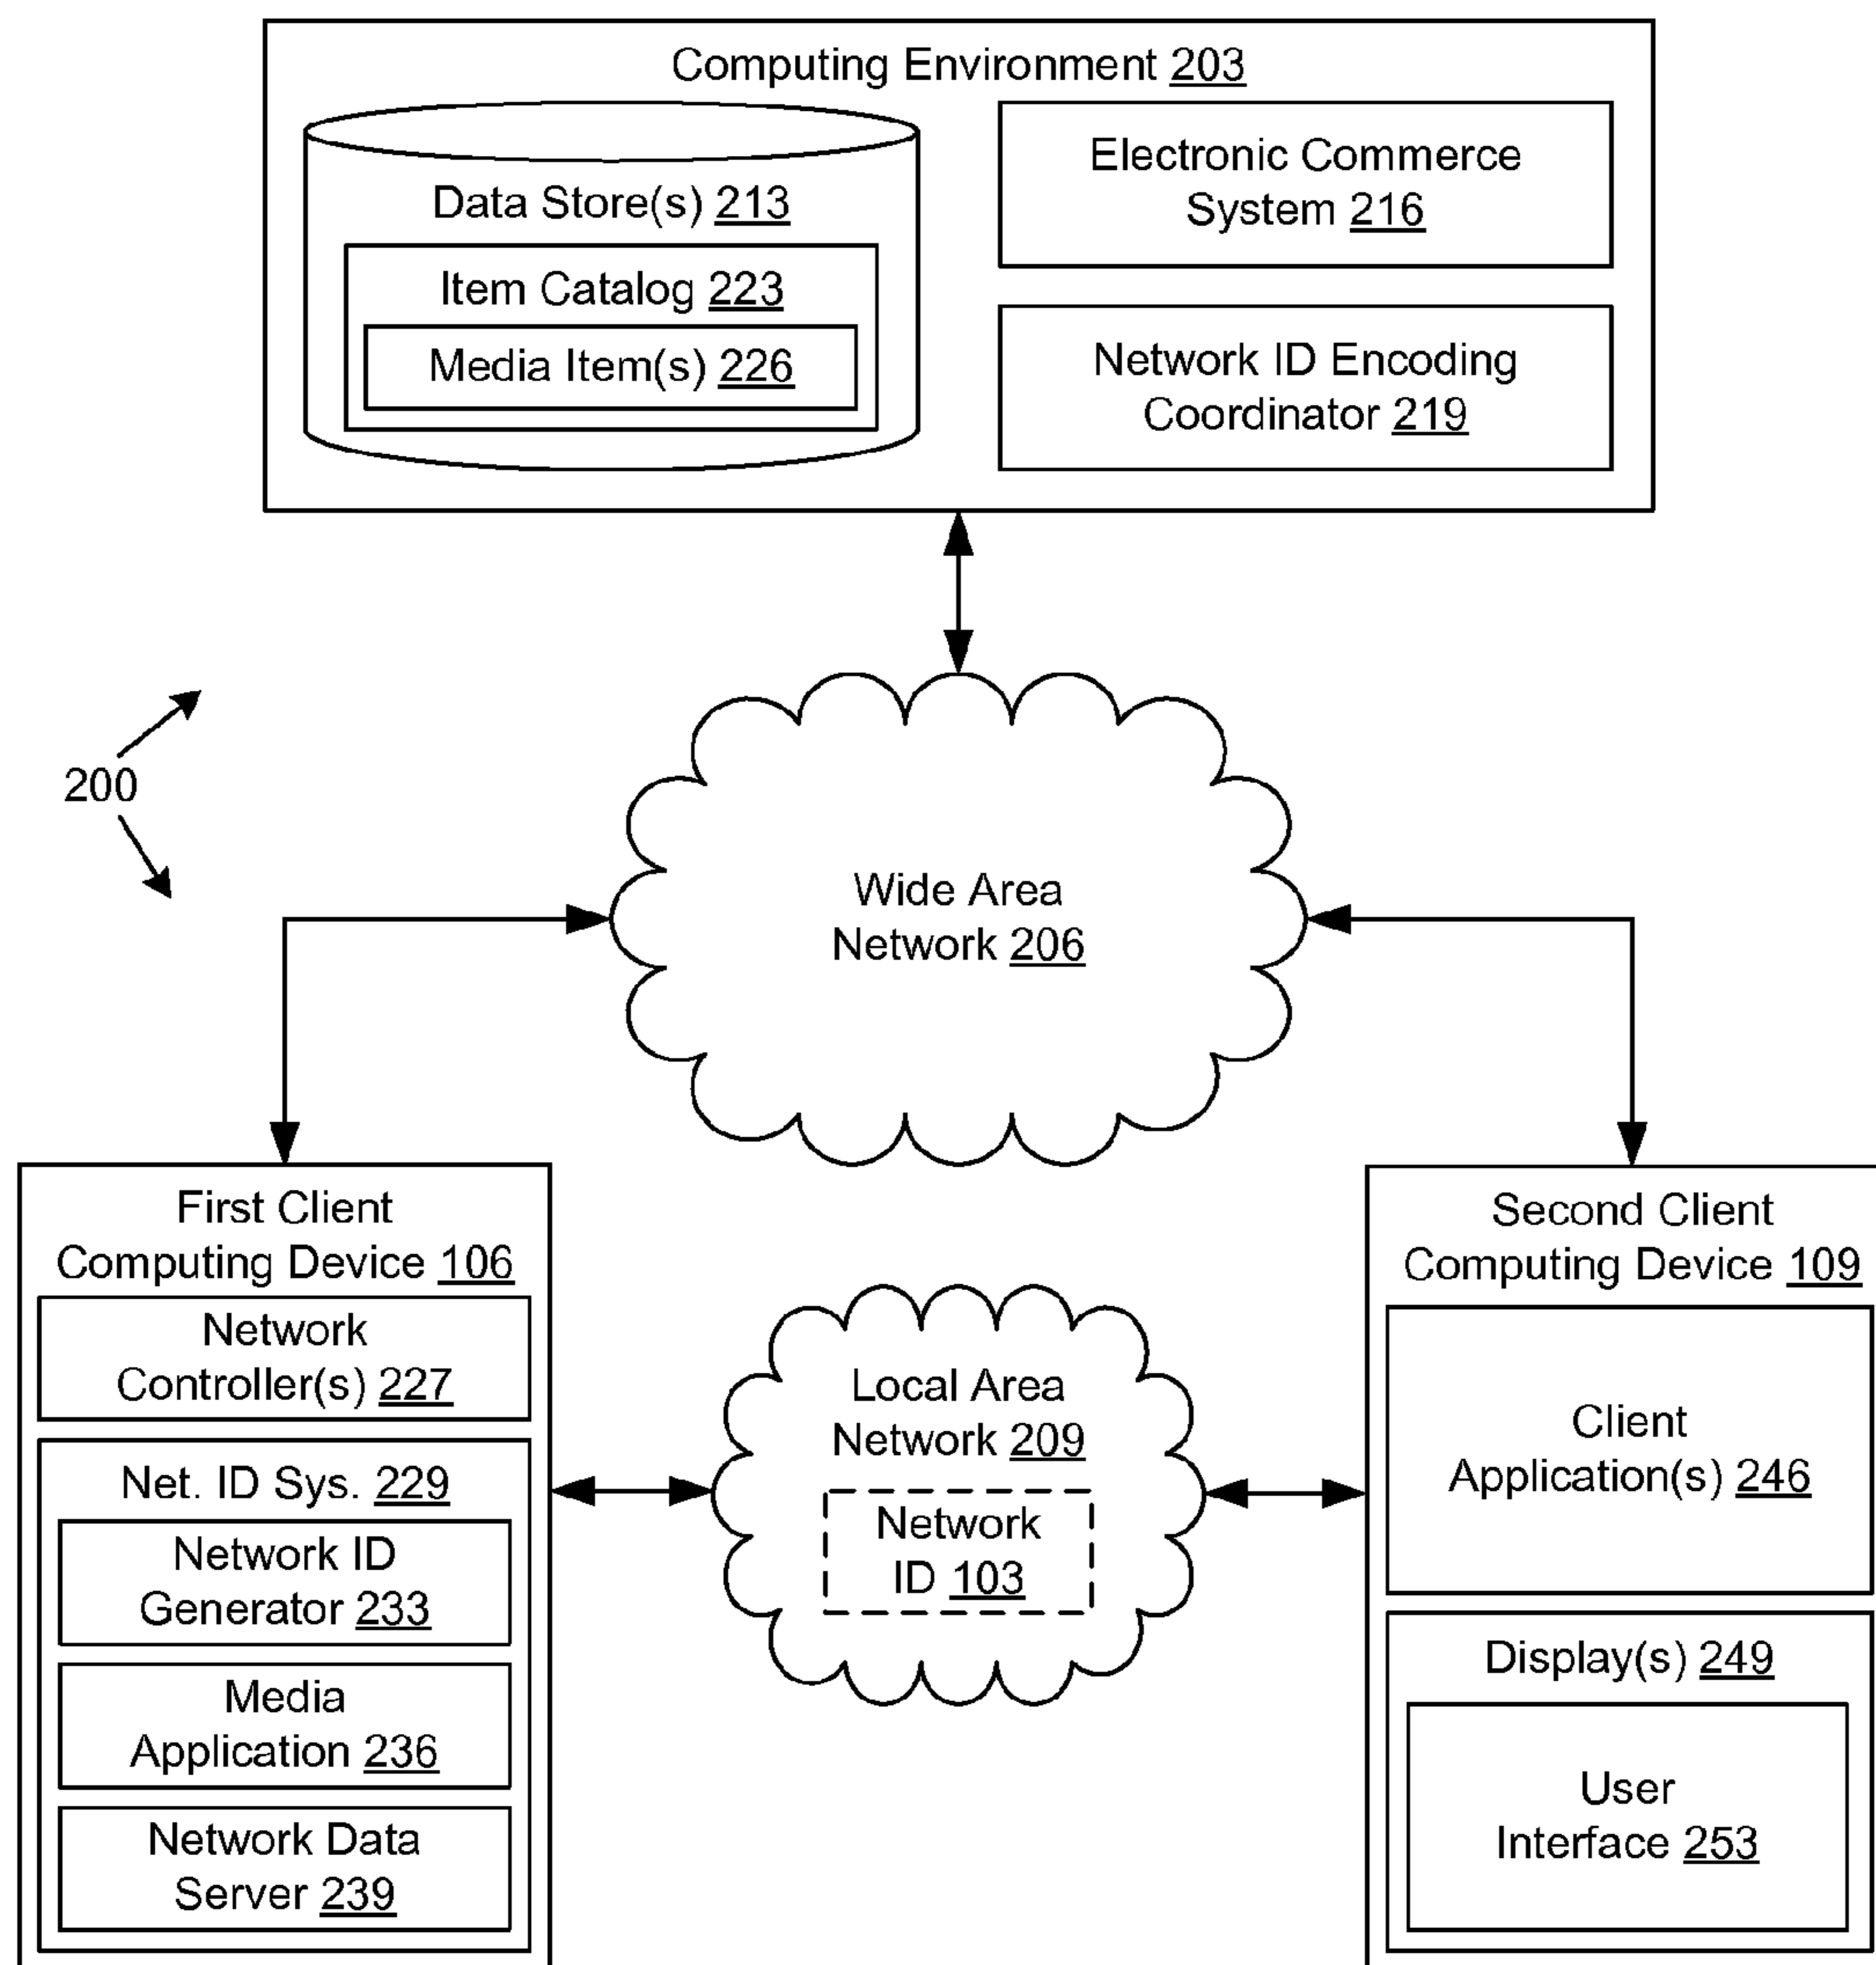 Computing Environment 203
Data Store(s) 213
Item Catalog 223
Media Item(s) 226
Electronic Commerce
System 216
Network ID Encoding
Coordinator 219
200
Wide Area
Network 206
First Client
Computing Device 106
Network
Controller(s) 227
Net. ID Sys. 229
Network ID
Generator 233
Media
Application 236
Network Data
Server 239
Local Area
Network 209
Network
ID 103
Second Client
Computing Device 109
Client
Application(s) 246
Display(s) 249
User
Interface 253